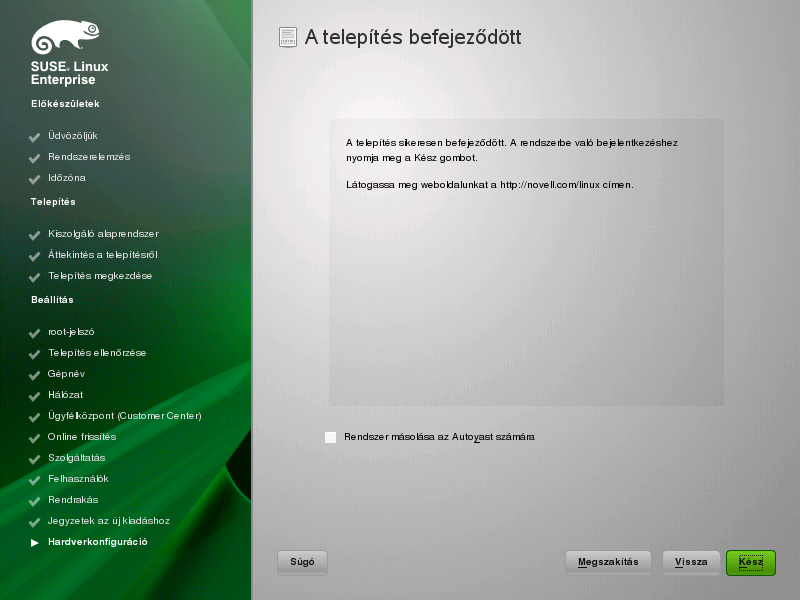 SUSE® Linux
Enterprise
Előkészületek
Üdvözöljük
Rendszerelemzés
Időzóna
Telepítés
Kiszolgáló alaprendszer
Áttekintés a telepítésről
Telepítés megkezdése
Beállítás
root-jelszó
Telepítés ellenőrzése
Gépnév
Hálózat
Ügyfélközpont (Customer Center)
Online frissítés
Szolgáltatás
Felhasználók
Rendrakás
Jegyzetek az új kiadáshoz
Hardverkonfiguráció
A telepítés befejeződött
A telepítés sikeresen befejeződött. A rendszerbe való bejelentkezéshez
nyomja meg a Kész gombot.
Látogassa meg weboldalunkat a http://novell.com/linux címen.
Rendszer másolása az Autoyast számára
Súgó
Megszakítás
Vissza
Kész